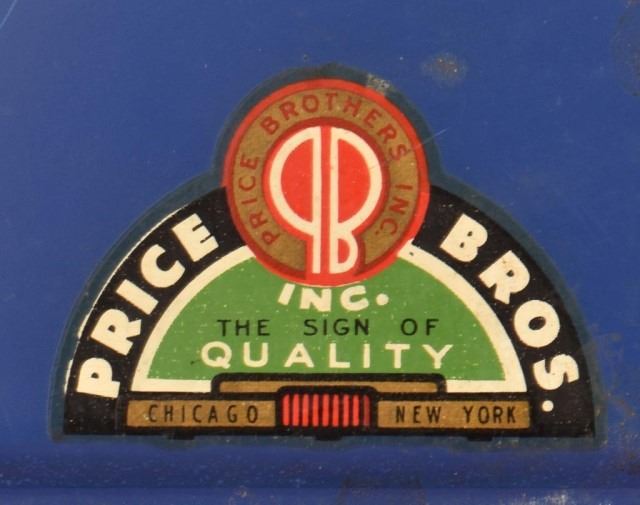 PRICE BROTHERS INC.
PB
PRICE BROS.
INC.
THE SIGN OF
QUALITY
CHICAGO NEW YORK